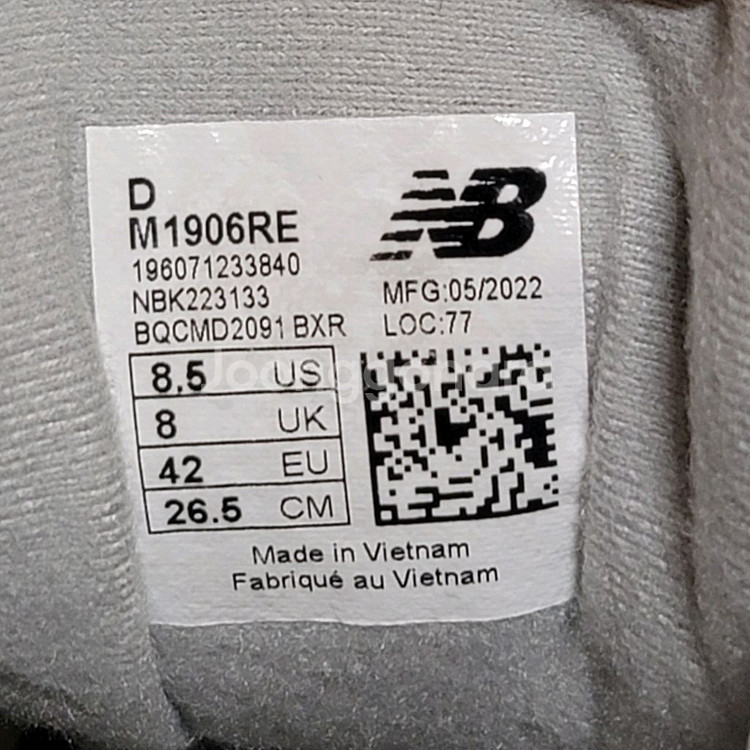 D
M1906RE
NB
196071233840
NBK223133
MFG:05/2022
BQCMD2091 BXR
LOC:77
8.5 US
8 UK
42 EU
26.5 CM
Made in Vietnam
Fabriqué au Vietnam